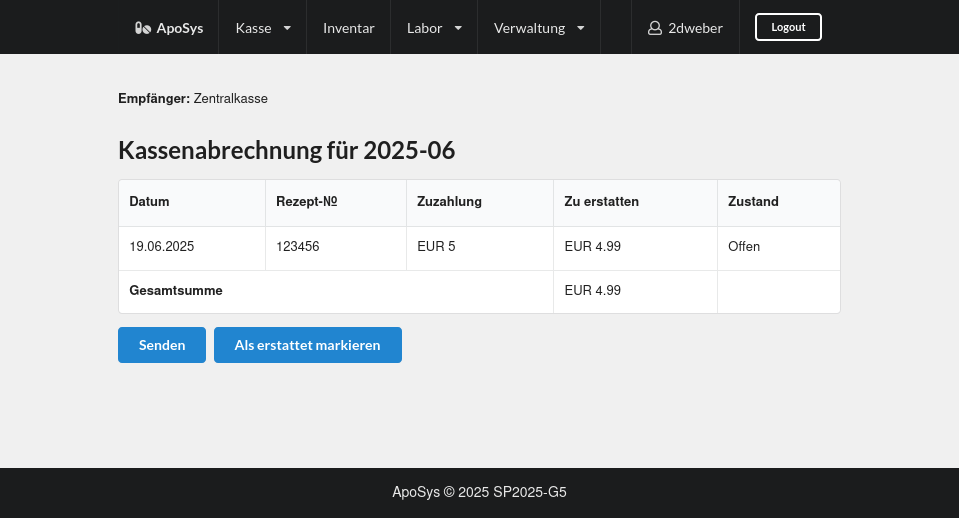 ApoSys Kasse Inventar Labor Verwaltung 2dweber Logout
Empfänger: Zentralkasse
Kassenabrechnung für 2025-06
Datum Rezept-№ Zuzahlung Zu erstatten Zustand
19.06.2025 123456 EUR 5 EUR 4.99 Offen
Gesamtsumme EUR 4.99
Senden Als erstattet markieren
ApoSys © 2025 SP2025-G5